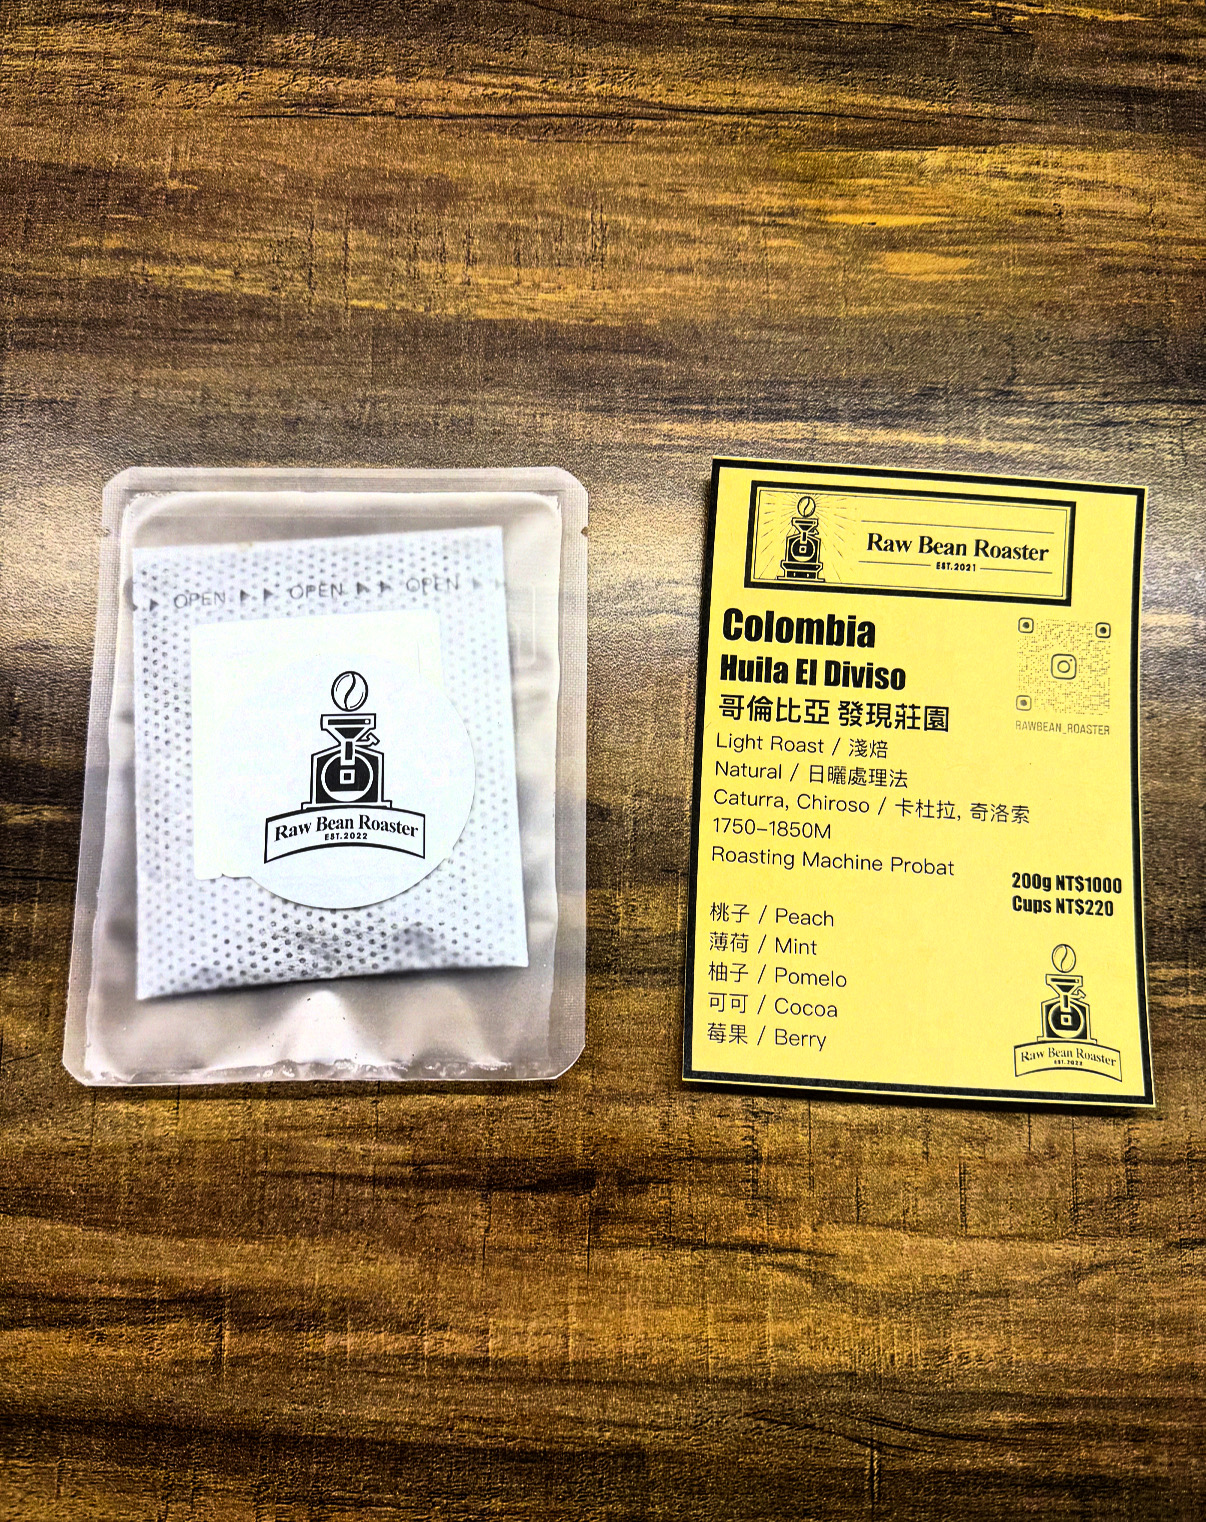 OPEN OPEN OPEN
Raw Bean Roaster
EST.2022
Raw Bean Roaster
EST.2021
Colombia
Huila El Diviso
哥倫比亞 發現莊園
RAWBEAN_ROASTER
Light Roast / 淺焙
Natural / 日曬處理法
Caturra, Chiroso / 卡杜拉, 奇洛索
1750-1850M
Roasting Machine Probat
200g NT$1000
Cups NT$220
桃子 / Peach
薄荷 / Mint
柚子 / Pomelo
可可 / Cocoa
莓果 / Berry
Raw Bean Roaster
EST.2022